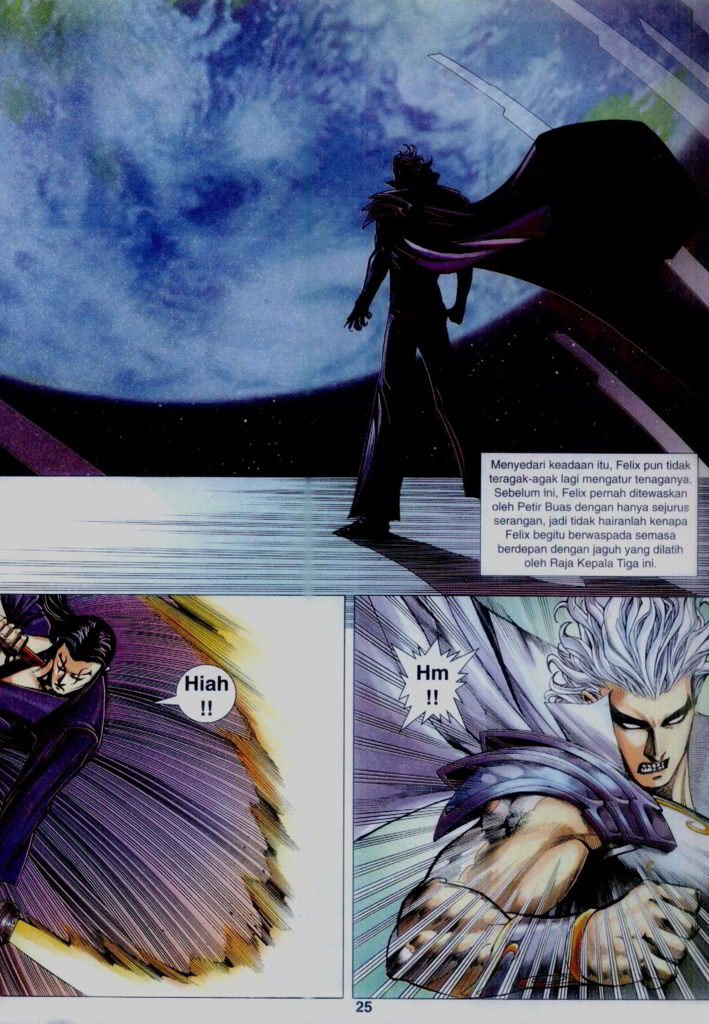 Menyedari keadaan itu, Felix pun tidak
teragak-agak lagi mengatur tenaganya.
Sebelum ini, Felix pernah ditewaskan
oleh Petir Buas dengan hanya sejurus
serangan, jadi tidak hairanlah kenapa
Felix begitu berwaspada semasa
berdepan dengan jaguh yang dilatih
oleh Raja Kepala Tiga ini.
Hiah
!!
Hm
!!
25